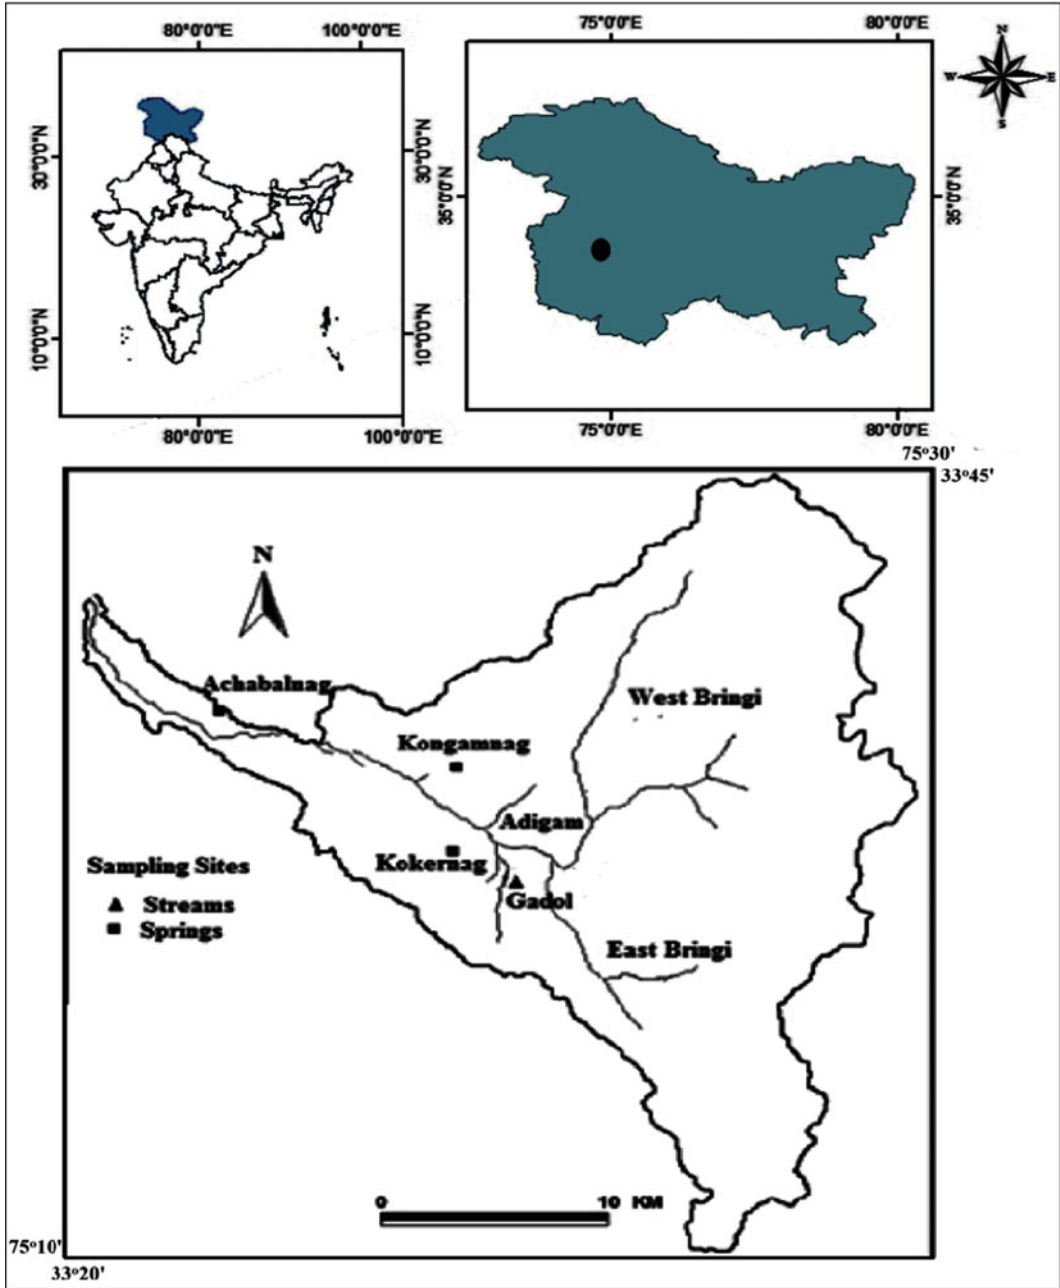 80°0'0"E 100°0'0"E
75°0'0"E 80°0'0"E
N
W E
S
30°0'0"N
30°0'0"N
35°0'0"N
35°0'0"N
10°0'0"N
10°0'0"N
80°0'0"E 100°0'0"E
75°0'0"E 80°0'0"E
75°30'
33°45'
N
Achabalnag
West Bringi
Kongamnag
Adigam
Kokernag
Sampling Sites
Streams
Springs
Gadol
East Bringi
0 10 KM
75°10'
33°20'